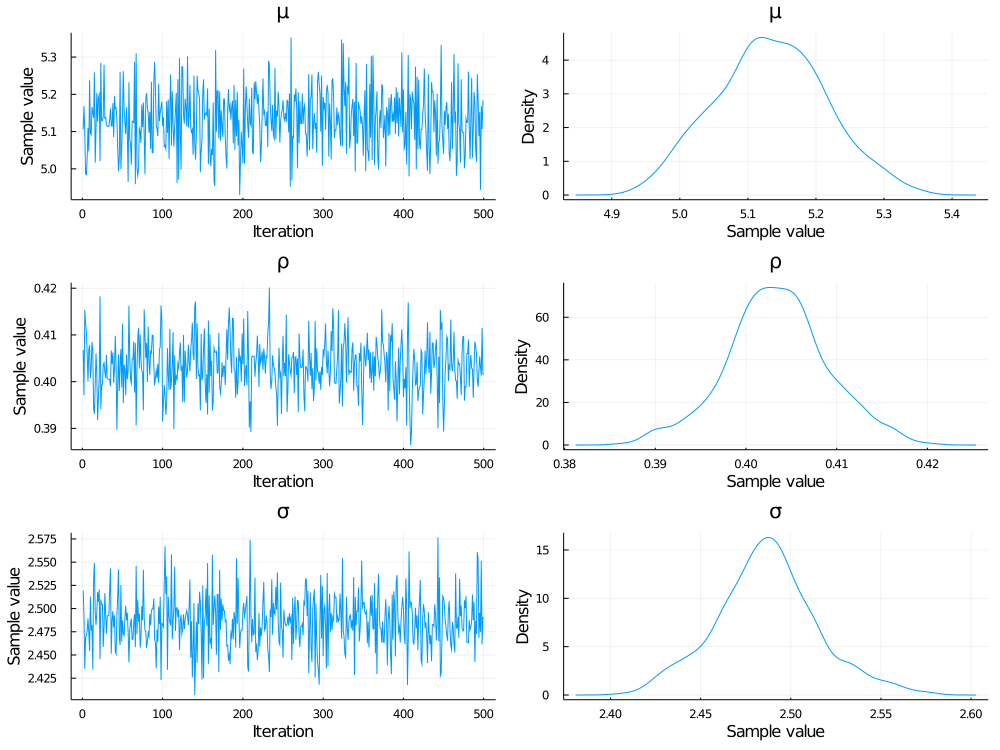 μ
5.3
5.2
5.1
5.0
Sample value
0 100 200 300 400 500
Iteration
μ
4
3
2
1
0
Density
4.9 5.0 5.1 5.2 5.3 5.4
Sample value
ρ
0.42
0.41
0.40
0.39
Sample value
0 100 200 300 400 500
Iteration
ρ
60
40
20
0
Density
0.38 0.39 0.40 0.41 0.42
Sample value
σ
2.575
2.550
2.525
2.500
2.475
2.450
2.425
Sample value
0 100 200 300 400 500
Iteration
σ
15
10
5
0
Density
2.40 2.45 2.50 2.55 2.60
Sample value